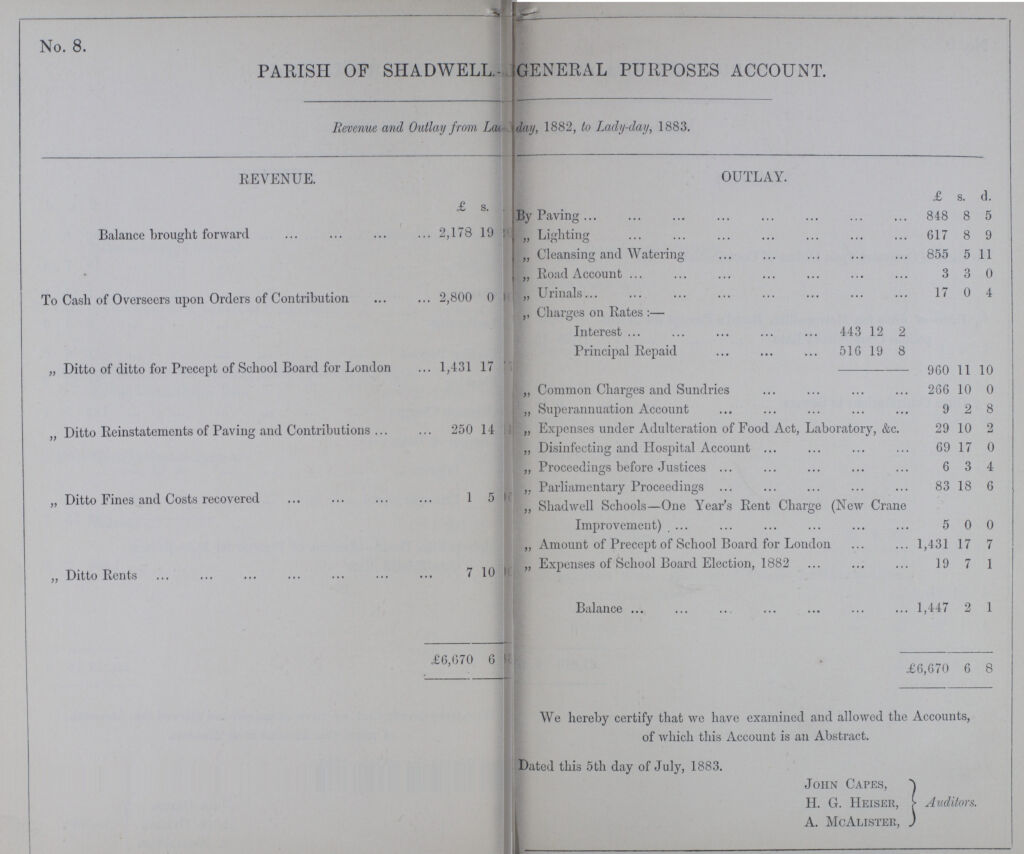 No. 8.
PARISH OF SHADWELL.- GENERAL PURPOSES ACCOUNT.
Revenue and Outlay from day, 1882, to Lady-day, 1883.
REVENUE.
£ s.
Balance brought forward ... ... ... ... 2,178 19
To Cash of Overseers upon Orders of Contribution ... ... 2,800 0
„ Ditto of ditto for Precept of School Board for London ... 1,431 17
„ Ditto Reinstatements of Paving and Contributions ... ... 250 14
„ Ditto Fines and Costs recovered ... ... ... ... 1 5
„ Ditto Rents ... ... ... ... ... ... ... 7 10
£6,670 6
OUTLAY.
£ s. d.
By Paving ... ... ... ... ... ... ... ... 848 8 5
„ Lighting ... ... ... ... ... ... ... 617 8 9
„ Cleansing and Watering ... ... ... ... ... 855 5 11
„ Road Account ... ... ... ... ... ... ... 3 3 0
„ Urinals ... ... ... ... ... ... ... ... 17 0 4
„ Charges on Rates :—
Interest ... ... ... ... ... 443 12 2
Principal Repaid ... ... ... 516 19 8
960 11 10
„ Common Charges and Sundries ... ... ... ... 266 10 0
„ Superannuation Account ... ... ... ... ... 9 2 8
„ Expenses under Adulteration of Food Act, Laboratory, &c. 29 10 2
„ Disinfecting and Hospital Account ... ... ... ... 69 17 0
„ Proceedings before Justices ... ... ... ... ... 6 3 4
„ Parliamentary Proceedings ... ... ... ... ... 83 18 6
„ Shadwell Schools—One Year's Rent Charge (New Crane
Improvement) ... ... ... ... ... ... 5 0 0
„ Amount of Precept of School Board for London ... ... 1,431 17 7
„ Expenses of School Board Election, 1882 ... ... ... 19 7 1
Balance ... ... ... ... ... ... ... 1,447 2 1
£6,670 6 8
We hereby certify that we have examined and allowed the Accounts,
of which this Account is an Abstract.
Dated this 5th day of July, 1883.
JOHN CAPES,
H. G. HEISER, } Auditors.
A. MCALISTER,